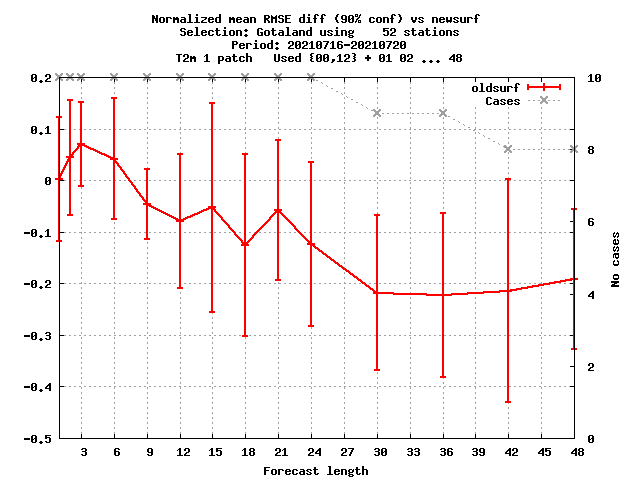 Normalized mean RMSE diff (90% conf) vs newsurf
Selection: Gotaland using    52 stations
Period: 20210716-20210720
T2m 1 patch   Used {00,12} + 01 02 ... 48
oldsurf
Cases
0.2
0.1
0
-0.1
-0.2
-0.3
-0.4
-0.5
10
8
6
4
2
0
No cases
3 6 9 12 15 18 21 24 27 30 33 36 39 42 45 48
Forecast length